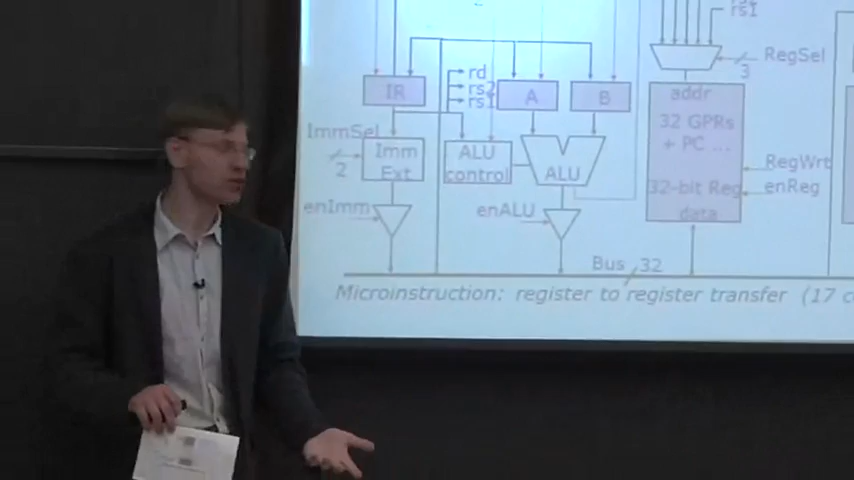 rs1
RegSel
3
IR
rd
rs2
rs1
A
B
addr
32 GPRs
+ PC ...
32-bit Reg
data
RegWrt
enReg
ImmSel
2
Imm
Ext
ALU
control
ALU
enImm
enALU
Bus 32
Microinstruction: register to register transfer (17 c